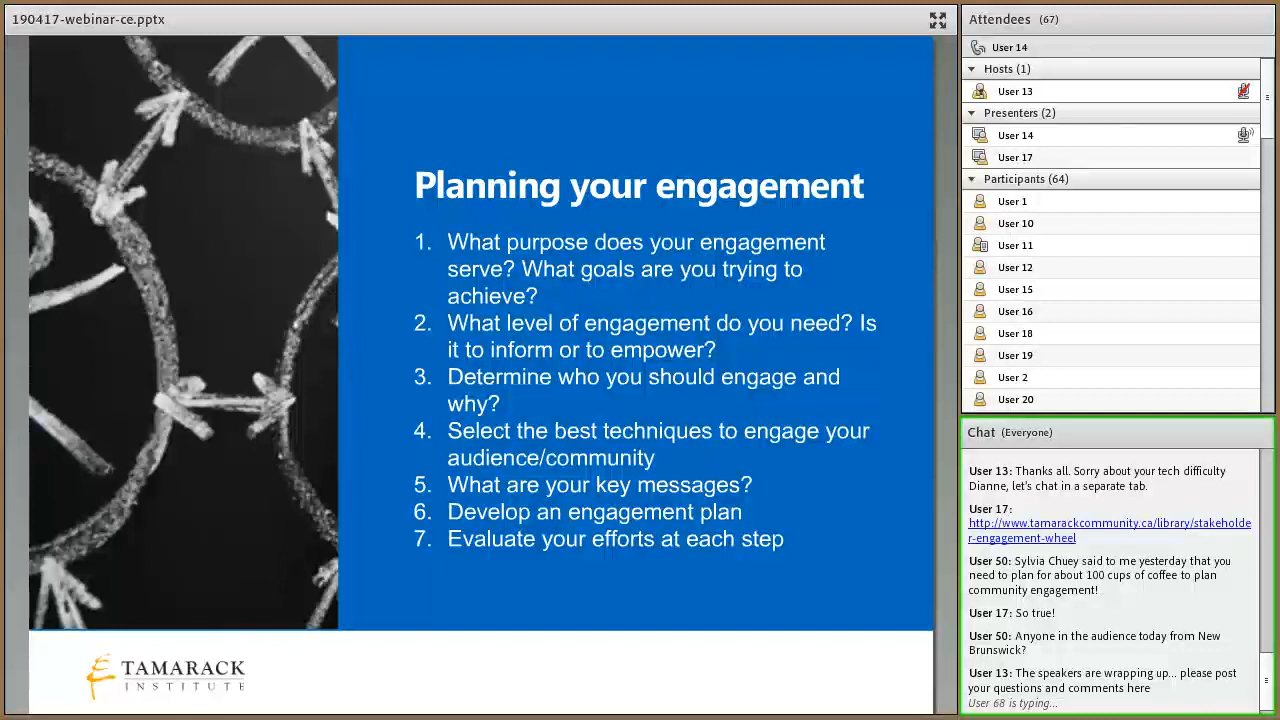 190417-webinar-ce.pptx
Planning your engagement
1. What purpose does your engagement
serve? What goals are you trying to
achieve?
2. What level of engagement do you need? Is
it to inform or to empower?
3. Determine who you should engage and
why?
4. Select the best techniques to engage your
audience/community
5. What are your key messages?
6. Develop an engagement plan
7. Evaluate your efforts at each step
TAMARACK
INSTITUTE
Attendees (67)
User 14
Hosts (1)
User 13
Presenters (2)
User 14
User 17
Participants (64)
User 1
User 10
User 11
User 12
User 15
User 16
User 18
User 19
User 2
User 20
Chat (Everyone)
User 13: Thanks all. Sorry about your tech difficulty
Dianne, let's chat in a separate tab.
User 17:
http://www.tamarackcommunity.ca/library/stakeholde
r-engagement-wheel
User 50: Sylvia Chuey said to me yesterday that you
need to plan for about 100 cups of coffee to plan
community engagement!
User 17: So true!
User 50: Anyone in the audience today from New
Brunswick?
User 13: The speakers are wrapping up... please post
your questions and comments here
User 68 is typing...